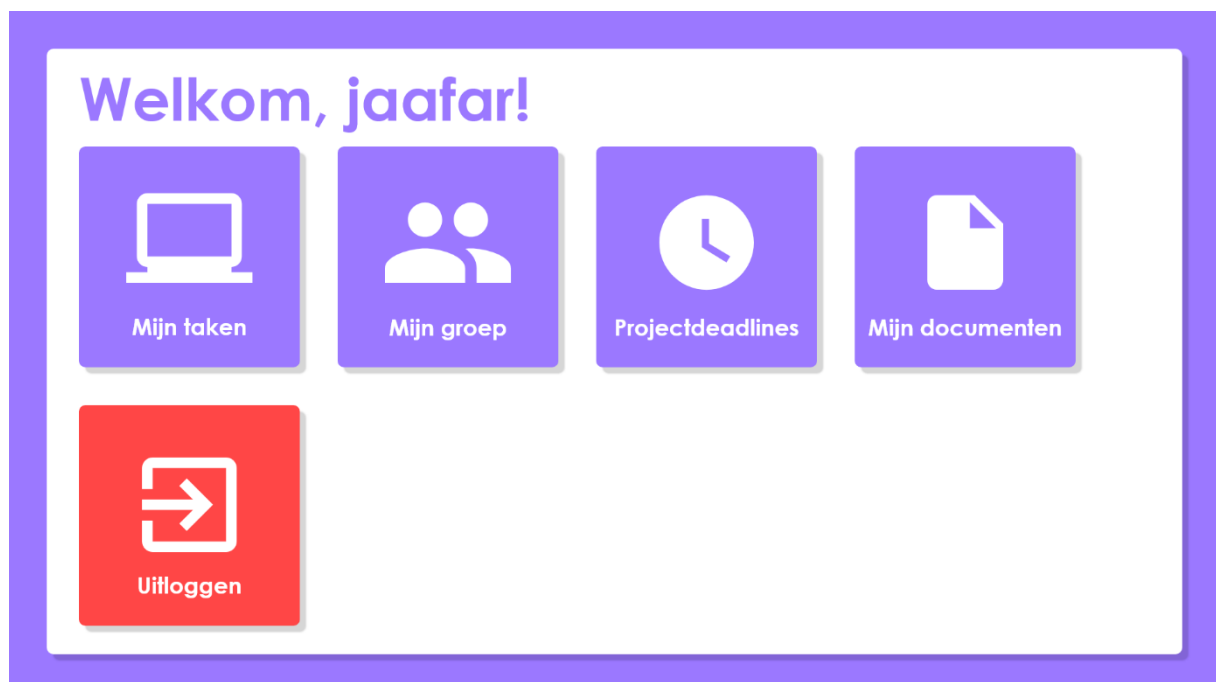 Welkom, jaafar!
Mijn taken
Mijn groep
Projectdeadlines
Mijn documenten
Uitloggen